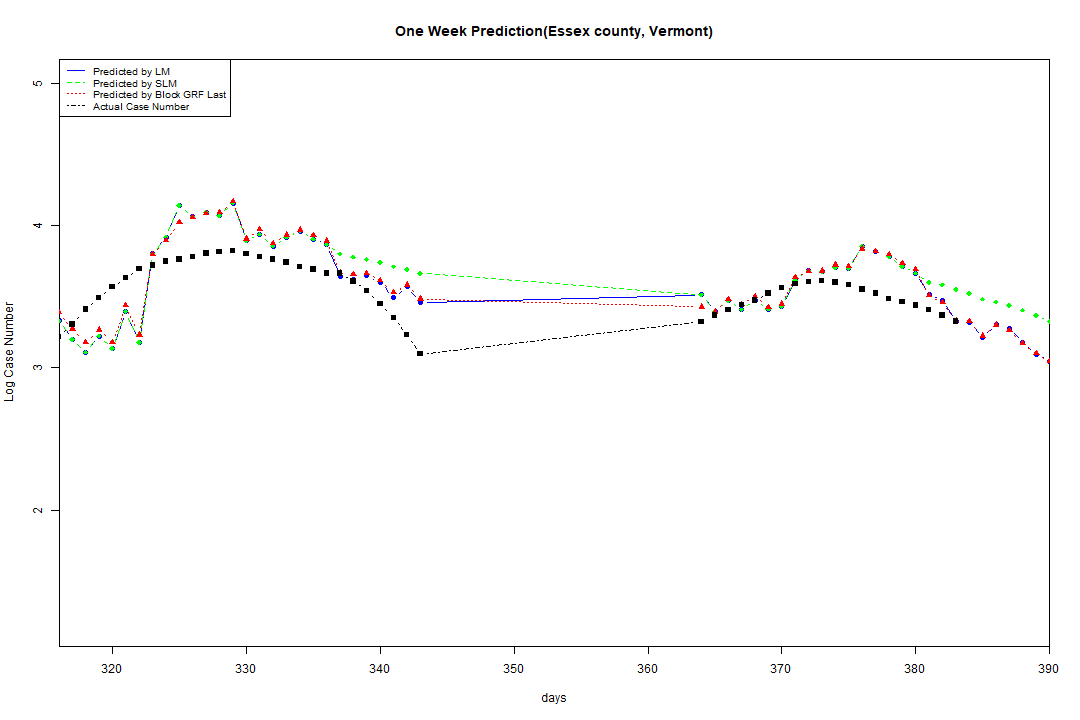 One Week Prediction(Essex county, Vermont)
Predicted by LM
Predicted by SLM
Predicted by Block GRF Last
Actual Case Number
5
4
3
2
Log Case Number
320 330 340 350 360 370 380 390
days